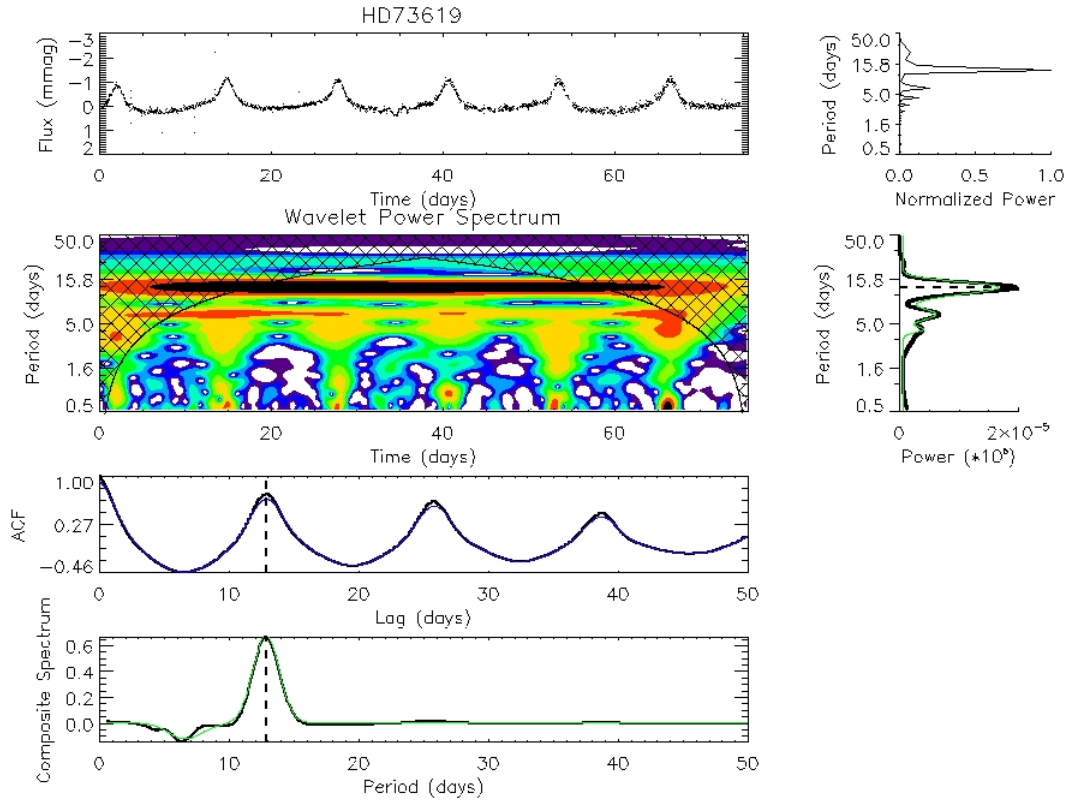 HD73619
Flux (mmag)
-3
-2
-1
0
1
2
0 20 40 60
Time (days)
Period (days)
50.0
15.8
5.0
1.6
0.5
0.0 0.5 1.0
Normalized Power
Wavelet Power Spectrum
Period (days)
50.0
15.8
5.0
1.6
0.5
0 20 40 60
Time (days)
Period (days)
50.0
15.8
5.0
1.6
0.5
0 2×10⁻⁵
Power (*10⁶)
ACF
1.00
0.27
-0.46
0 10 20 30 40 50
Lag (days)
Composite Spectrum
0.6
0.4
0.2
0.0
0 10 20 30 40 50
Period (days)